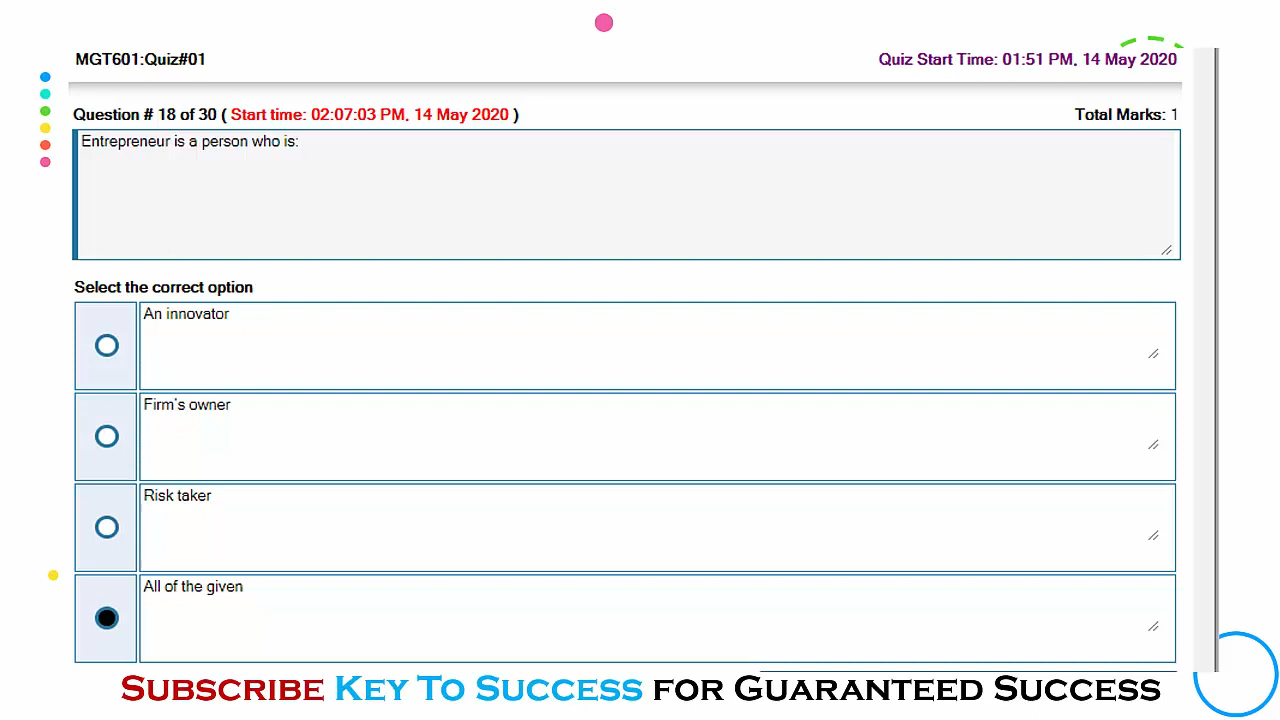 MGT601:Quiz#01
Quiz Start Time: 01:51 PM, 14 May 2020
Question # 18 of 30 ( Start time: 02:07:03 PM, 14 May 2020 )
Total Marks: 1
Entrepreneur is a person who is:
Select the correct option
An innovator
Firm's owner
Risk taker
All of the given
SUBSCRIBE KEY TO SUCCESS FOR GUARANTEED SUCCESS